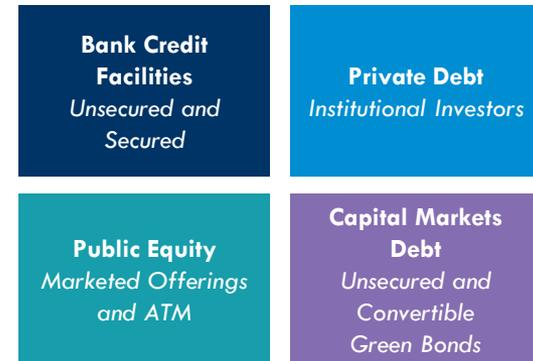 Bank Credit
Facilities
Unsecured and
Secured
Private Debt
Institutional Investors
Public Equity
Marketed Offerings
and ATM
Capital Markets
Debt
Unsecured and
Convertible
Green Bonds